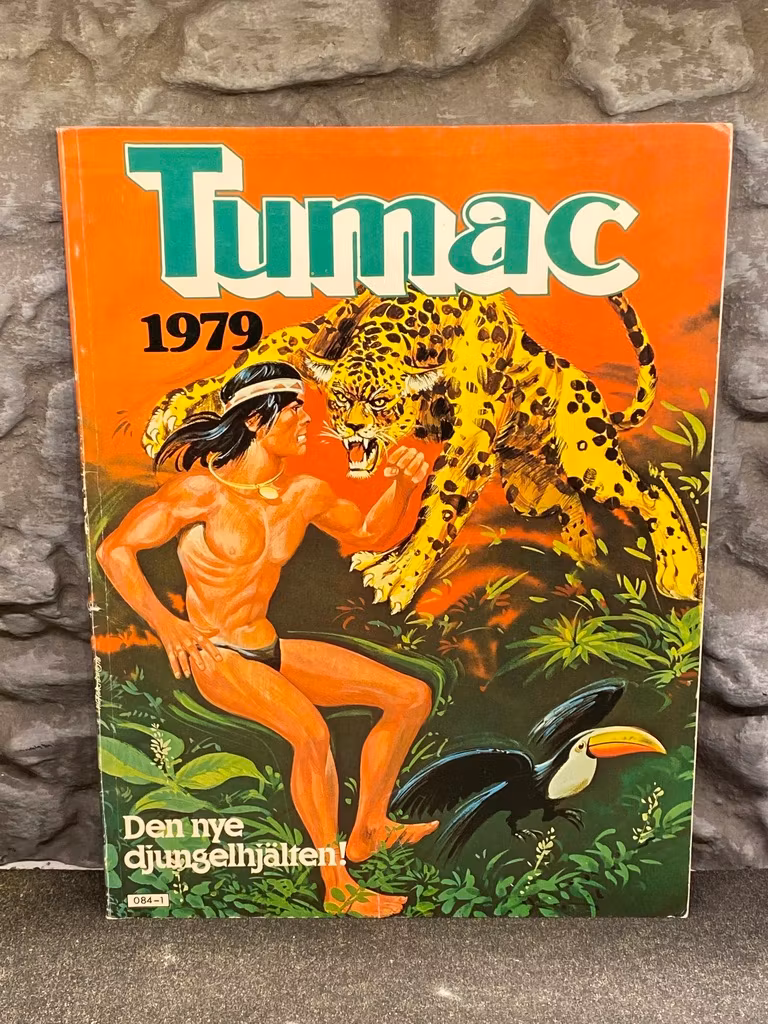 Tumac
1979
Den nye
djungelhjälten!
084-1